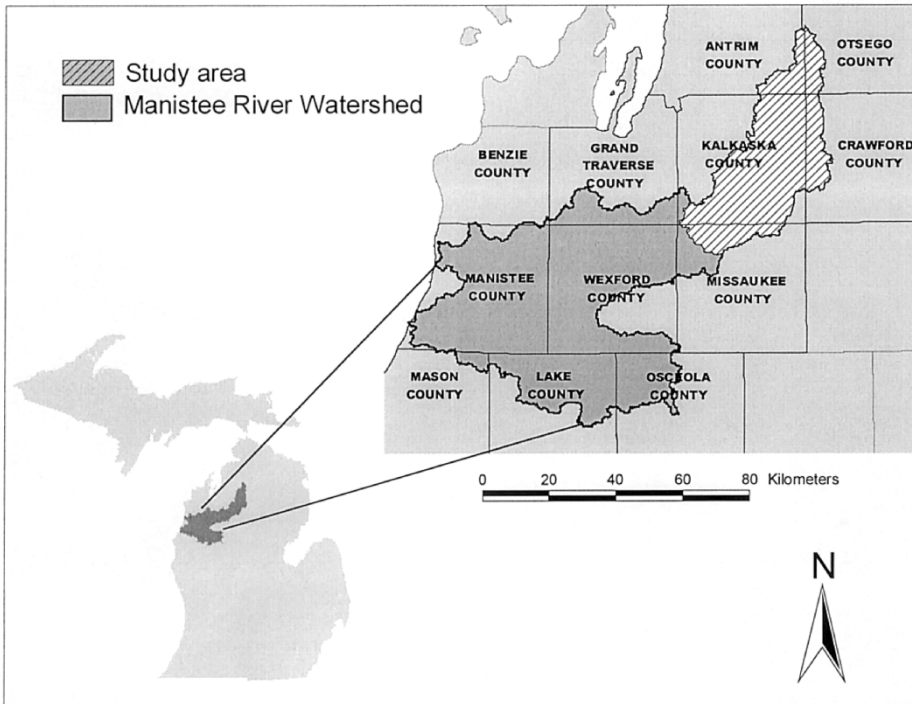 Study area
Manistee River Watershed
ANTRIM
COUNTY
OTSEGO
COUNTY
BENZIE
COUNTY
GRAND
TRAVERSE
COUNTY
KALKASKA
COUNTY
CRAWFORD
COUNTY
MANISTEE
COUNTY
WEXFORD
COUNTY
MISSAUKEE
COUNTY
MASON
COUNTY
LAKE
COUNTY
OSCEOLA
COUNTY
0 20 40 60 80 Kilometers
N